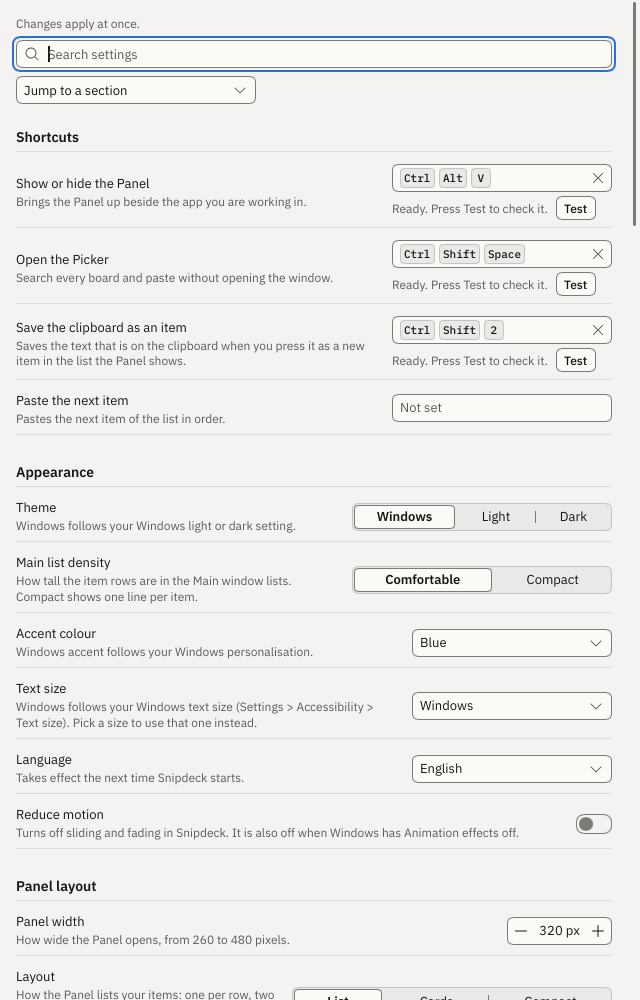 Changes apply at once.
Search settings
Jump to a section
Shortcuts
Show or hide the Panel
Brings the Panel up beside the app you are working in.
Ctrl Alt V
Ready. Press Test to check it. Test
Open the Picker
Search every board and paste without opening the window.
Ctrl Shift Space
Ready. Press Test to check it. Test
Save the clipboard as an item
Saves the text that is on the clipboard when you press it as a new
item in the list the Panel shows.
Ctrl Shift 2
Ready. Press Test to check it. Test
Paste the next item
Pastes the next item of the list in order.
Not set
Appearance
Theme
Windows follows your Windows light or dark setting.
Windows Light Dark
Main list density
How tall the item rows are in the Main window lists.
Compact shows one line per item.
Comfortable Compact
Accent colour
Windows accent follows your Windows personalisation.
Blue
Text size
Windows follows your Windows text size (Settings > Accessibility >
Text size). Pick a size to use that one instead.
Windows
Language
Takes effect the next time Snipdeck starts.
English
Reduce motion
Turns off sliding and fading in Snipdeck. It is also off when Windows has Animation effects off.
Panel layout
Panel width
How wide the Panel opens, from 260 to 480 pixels.
320 px
Layout
How the Panel lists your items: one per row, two
List Cards Compact